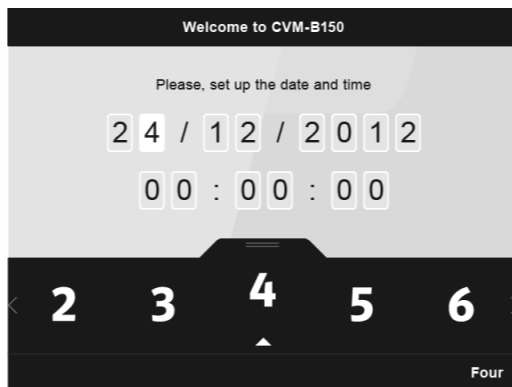 Welcome to CVM-B150
Please, set up the date and time
24/12/2012
00:00:00
2 3 4 5 6
Four